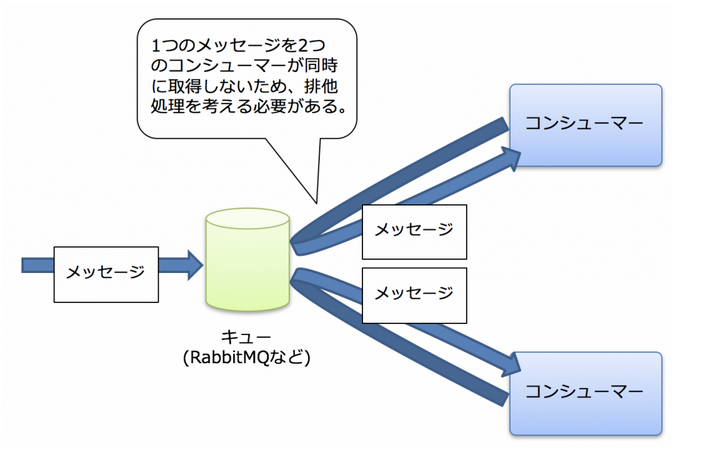 1つのメッセージを2つ
のコンシューマーが同時
に取得しないため、排他
処理を考える必要がある。
コンシューマー
メッセージ
メッセージ
メッセージ
キュー
(RabbitMQなど)
コンシューマー